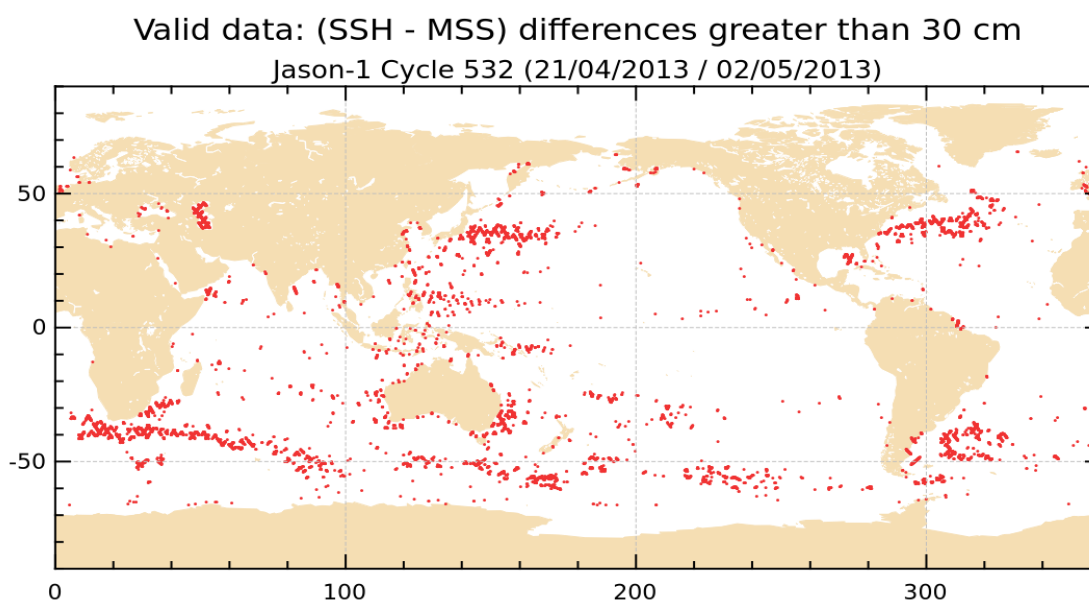 Valid data: (SSH - MSS) differences greater than 30 cm
Jason-1 Cycle 532 (21/04/2013 / 02/05/2013)
50
0
-50
0 100 200 300